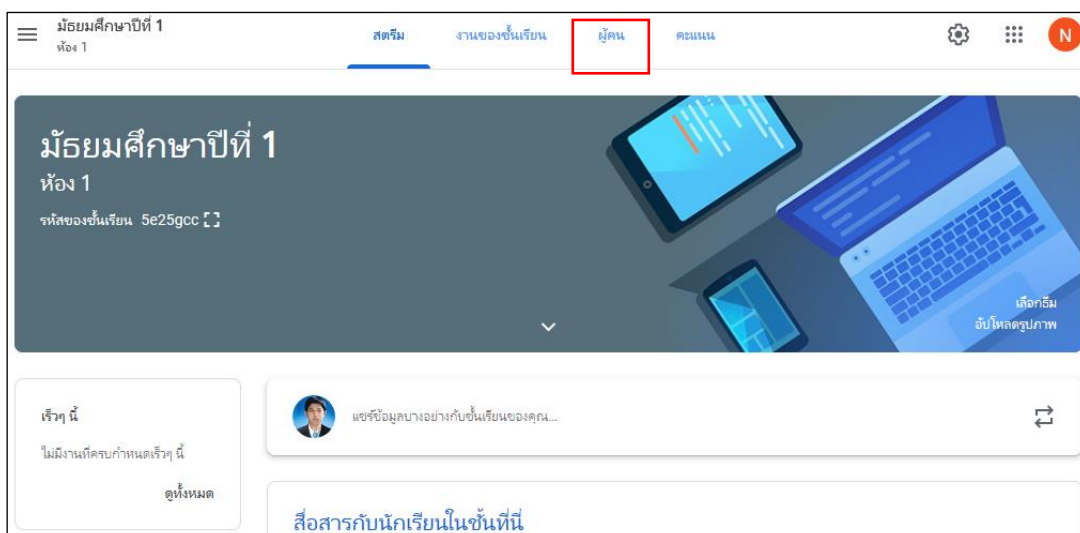 มัธยมศึกษาปีที่ 1
ห้อง 1
สตรีม งานของชั้นเรียน ผู้คน คะแนน
N
มัธยมศึกษาปีที่ 1
ห้อง 1
รหัสของชั้นเรียน 5e25gcc
เลือกธีม
อัปโหลดรูปภาพ
เร็วๆ นี้
ไม่มีงานที่ครบกำหนดเร็วๆ นี้
ดูทั้งหมด
แชร์ข้อมูลบางอย่างกับชั้นเรียนของคุณ...
สื่อสารกับนักเรียนในชั้นที่นี่